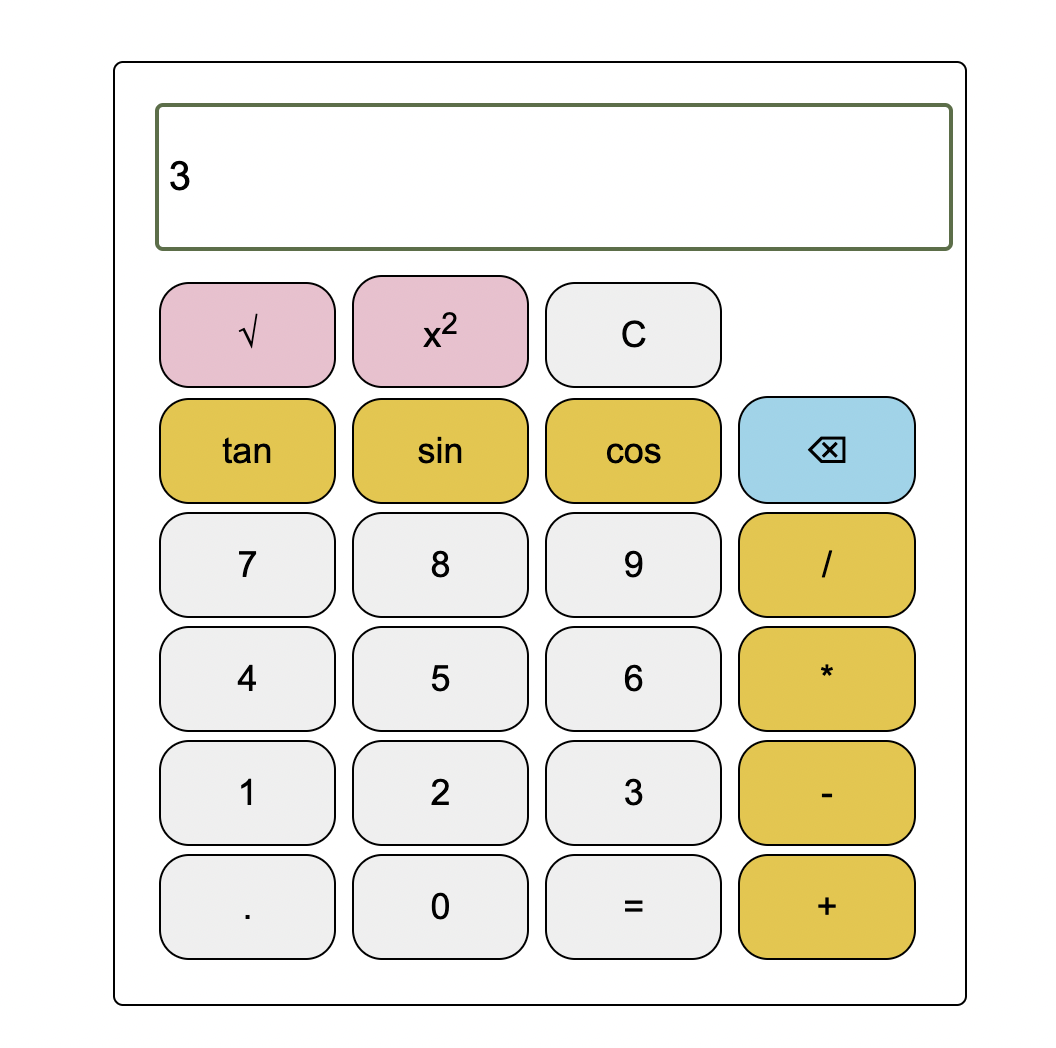 3
√ x² C
tan sin cos ⌫
7 8 9 /
4 5 6 *
1 2 3 -
. 0 = +